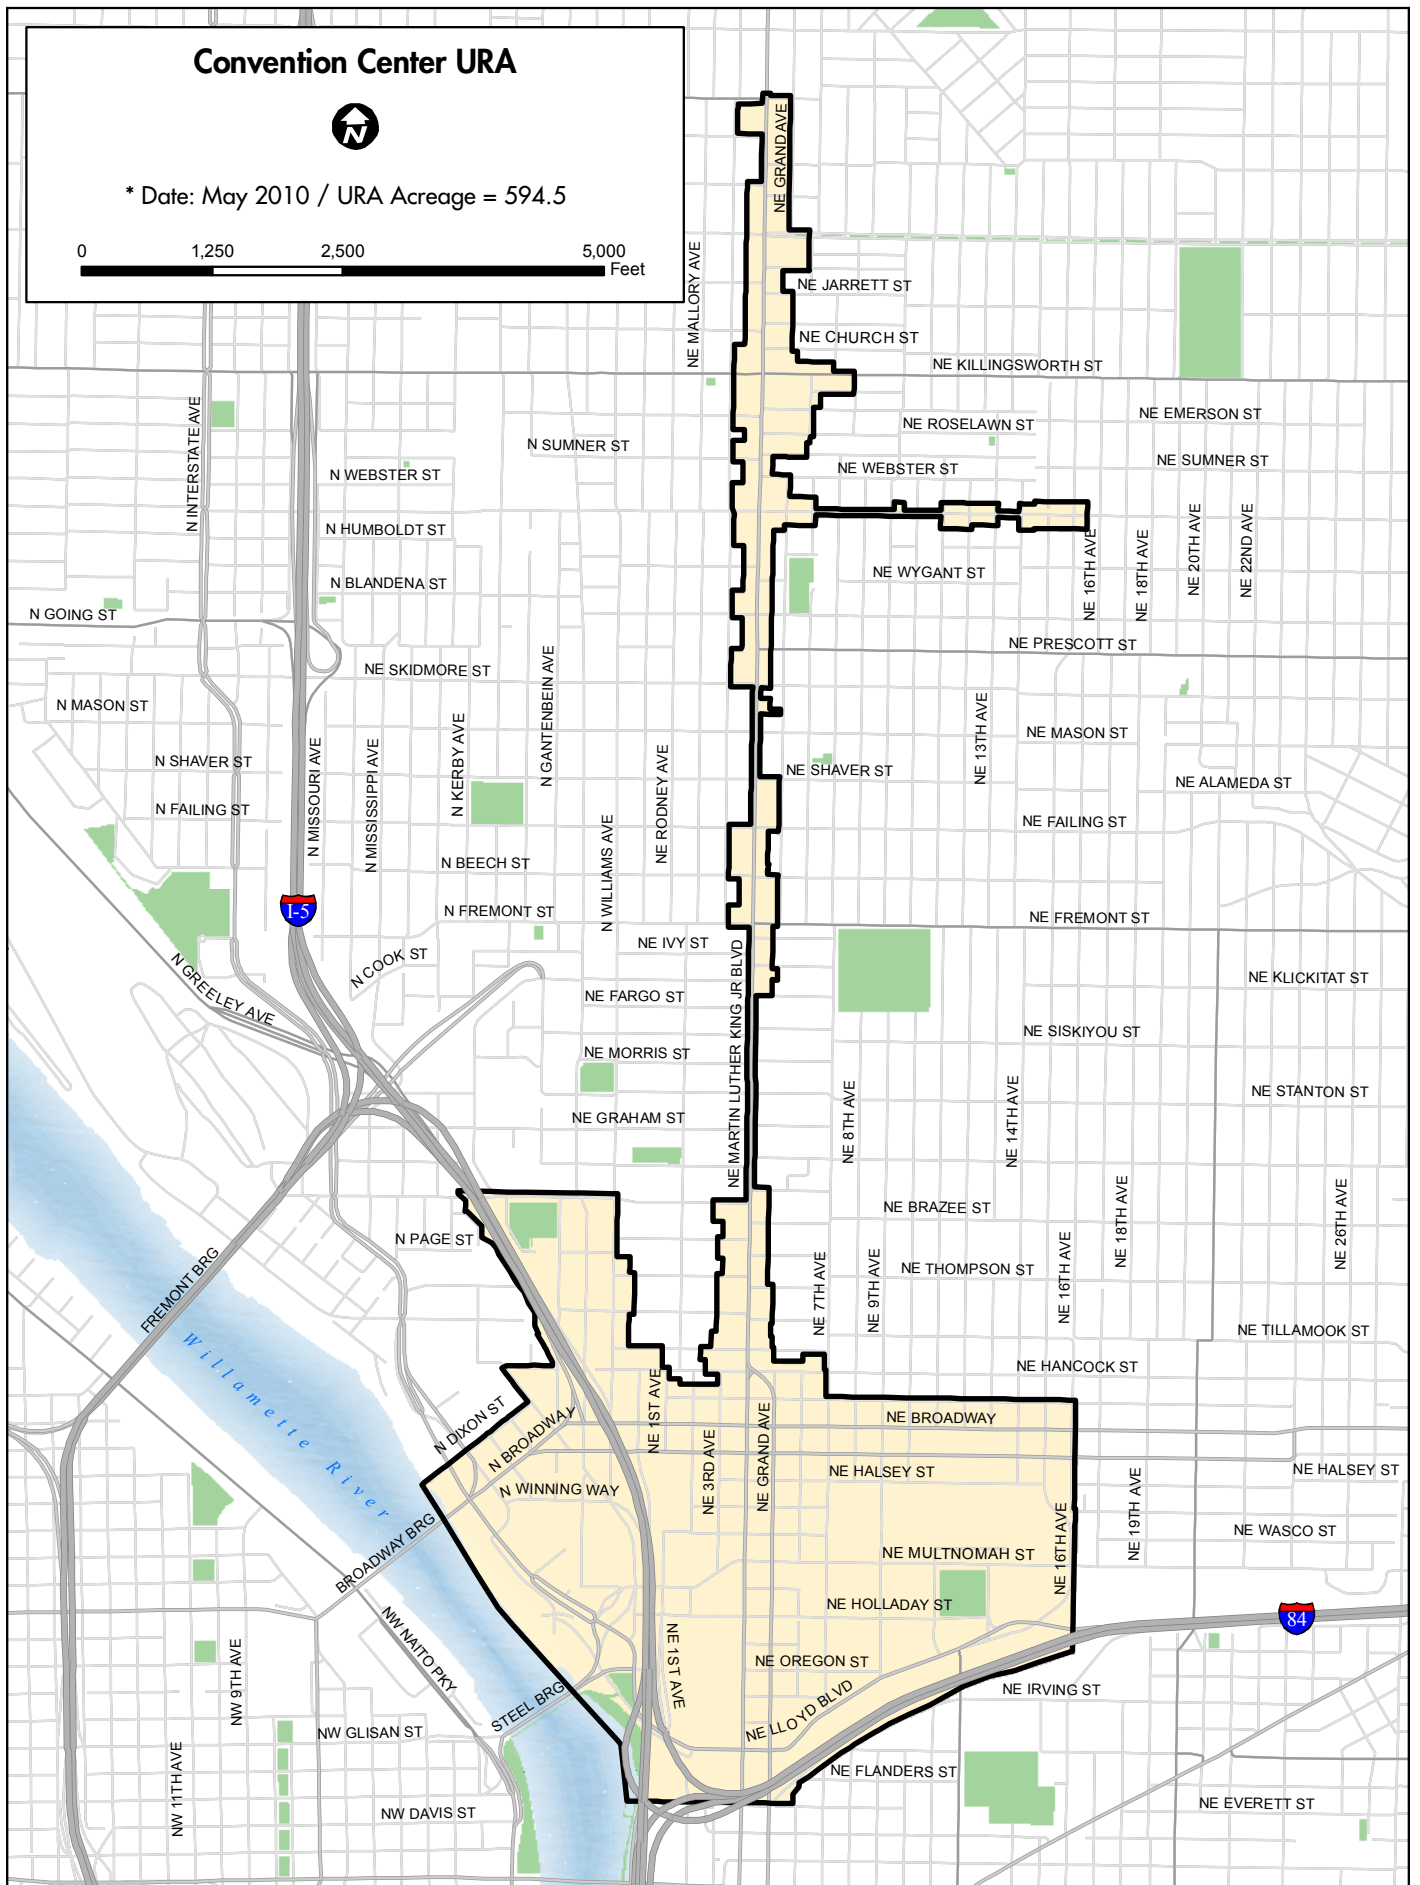 Convention Center URA
N
* Date: May 2010 / URA Acreage = 594.5
0 1,250 2,500 5,000
Feet
NE GRAND AVE
NE MALLORY AVE
NE JARRETT ST
NE CHURCH ST
NE KILLINGSWORTH ST
N INTERSTATE AVE
NE EMERSON ST
NE ROSELAWN ST
N SUMNER ST
NE SUMNER ST
NE WEBSTER ST
N WEBSTER ST
N HUMBOLDT ST
NE 16TH AVE
NE 18TH AVE
NE 20TH AVE
NE 22ND AVE
N BLANDENA ST
NE WYGANT ST
N GOING ST
NE PRESCOTT ST
NE SKIDMORE ST
N GANTENBEIN AVE
N MASON ST
NE MASON ST
NE 13TH AVE
N KERBY AVE
N MISSOURI AVE
N MISSISSIPPI AVE
NE RODNEY AVE
N SHAVER ST
NE SHAVER ST
NE ALAMEDA ST
N FAILING ST
NE FAILING ST
N WILLIAMS AVE
N BEECH ST
I-5
N FREMONT ST
NE FREMONT ST
NE IVY ST
N COOK ST
N GREELEY AVE
NE KLICKITAT ST
NE FARGO ST
NE MARTIN LUTHER KING JR BLVD
NE SISKIYOU ST
NE MORRIS ST
NE STANTON ST
NE 8TH AVE
NE 14TH AVE
NE GRAHAM ST
NE BRAZEE ST
NE 18TH AVE
NE 26TH AVE
N PAGE ST
NE THOMPSON ST
NE 7TH AVE
NE 9TH AVE
NE 16TH AVE
FREMONT BRG
NE TILLAMOOK ST
NE HANCOCK ST
Willamette River
NE 1ST AVE
N DIXON ST
N BROADWAY
NE GRAND AVE
NE BROADWAY
NE 3RD AVE
NE HALSEY ST
NE HALSEY ST
N WINNING WAY
NE 19TH AVE
NE WASCO ST
BROADWAY BRG
NE MULTNOMAH ST
NE 16TH AVE
NE HOLLADAY ST
84
NW NAITO PKY
NE 1ST AVE
NW 9TH AVE
NE OREGON ST
NE IRVING ST
STEEL BRG
NE LLOYD BLVD
NW GLISAN ST
NE FLANDERS ST
NW 11TH AVE
NW DAVIS ST
NE EVERETT ST